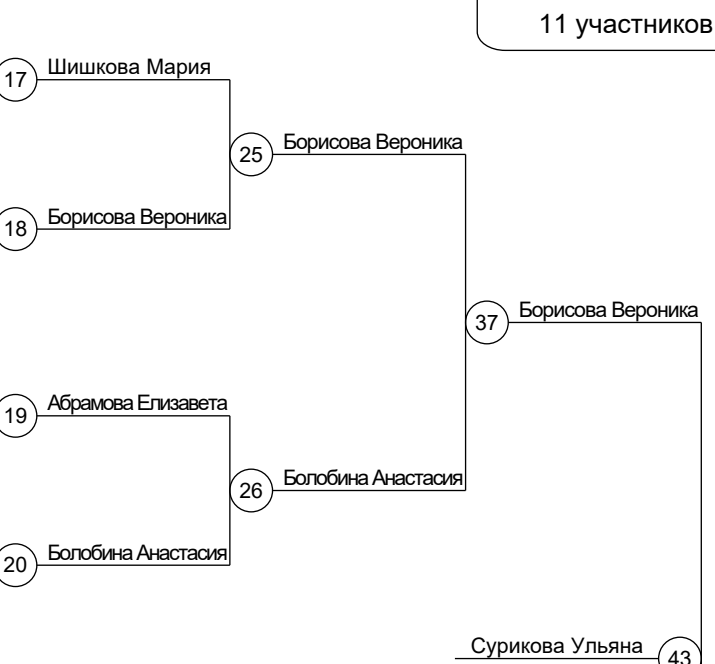 11 участников
17 Шишкова Мария
25 Борисова Вероника
18 Борисова Вероника
37 Борисова Вероника
19 Абрамова Елизавета
26 Болобина Анастасия
20 Болобина Анастасия
Сурикова Ульяна 43